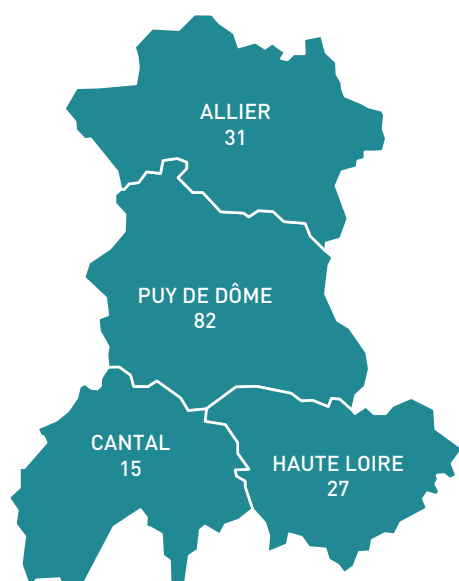 ALLIER
31
PUY DE DÔME
82
CANTAL
15
HAUTE LOIRE
27